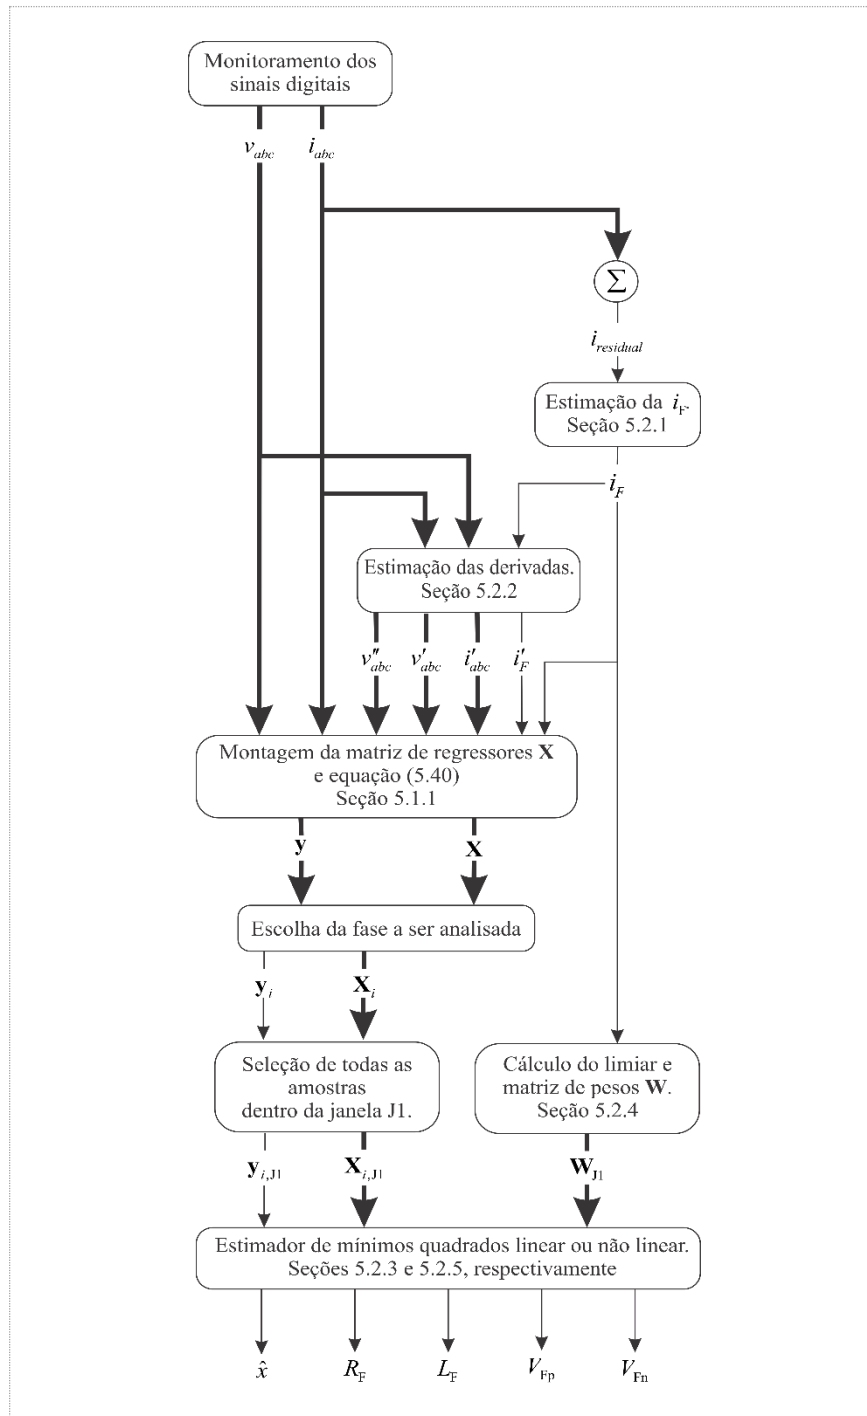 Monitoramento dos
sinais digitais
v_abc
i_abc
Σ
i_residual
Estimação da i_F.
Seção 5.2.1
i_F
Estimação das derivadas.
Seção 5.2.2
v″_abc
v′_abc
i′_abc
i′_F
Montagem da matriz de regressores X
e equação (5.40)
Seção 5.1.1
y
X
Escolha da fase a ser analisada
y_i
X_i
Seleção de todas as
amostras
dentro da janela J1.
Cálculo do limiar e
matriz de pesos W.
Seção 5.2.4
y_i,J1
X_i,J1
W_J1
Estimador de mínimos quadrados linear ou não linear.
Seções 5.2.3 e 5.2.5, respectivamente
x̂
R_F
L_F
V_Fp
V_Fn